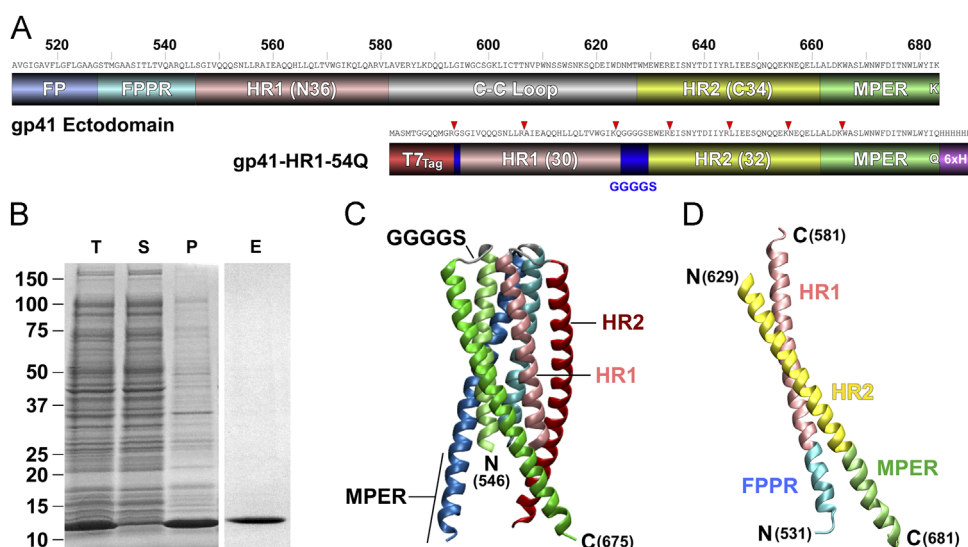 A
520 540 560 580 600 620 640 660 680
AVGIGAVFLGFLGAAGSTMGAASITLTVQARQLLSGIVQQQSNLLRAIEAQQHLLQLTVWGIKQLQARVLAVERYLKDQQLLGIWGCSGKLICTTNVPWNSSWSNKSQDEIWDNMTWMEWEREISNYTDIIYRLIEESQNQQEKNEQELLALDKWASLWNWFDITNWLWYIK
FP FPPR HR1 (N36) C-C Loop HR2 (C34) MPER K
gp41 Ectodomain
MASMTGGQQMGRGSGIVQQQSNLLRAIEAQQHLLQLTVWGIKQGGGGSEWEREISNYTDIIYRLIEESQNQQEKNEQELLALDKWASLWNWFDITNWLWYIQHHHHHH
gp41-HR1-54Q T7Tag HR1 (30) HR2 (32) MPER Q 6xH
GGGGS
B
T S P E
150
100
75
50
37
25
20
15
10
C
GGGGS
HR2
HR1
N
(546)
MPER
C(675)
D
C(581)
N(629)
HR1
HR2
MPER
FPPR
N(531)
C(681)